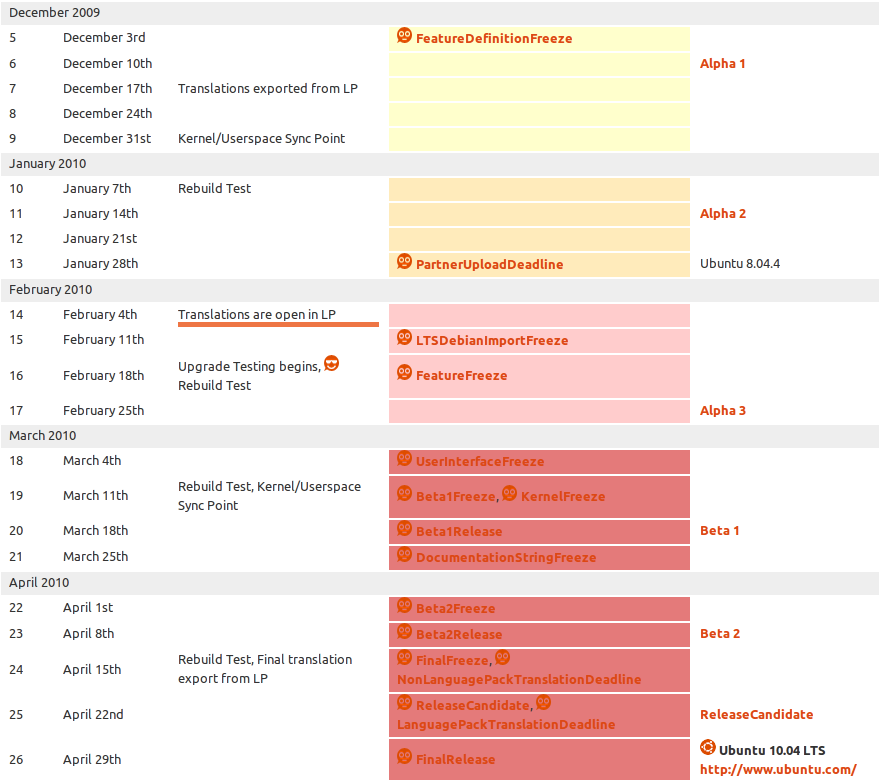 December 2009
5 December 3rd FeatureDefinitionFreeze
6 December 10th Alpha 1
7 December 17th Translations exported from LP
8 December 24th
9 December 31st Kernel/Userspace Sync Point
January 2010
10 January 7th Rebuild Test
11 January 14th Alpha 2
12 January 21st
13 January 28th PartnerUploadDeadline Ubuntu 8.04.4
February 2010
14 February 4th Translations are open in LP
15 February 11th LTSDebianImportFreeze
16 February 18th Upgrade Testing begins, FeatureFreeze
Rebuild Test
17 February 25th Alpha 3
March 2010
18 March 4th UserInterfaceFreeze
19 March 11th Rebuild Test, Kernel/Userspace Beta1Freeze, KernelFreeze
Sync Point
20 March 18th Beta1Release Beta 1
21 March 25th DocumentationStringFreeze
April 2010
22 April 1st Beta2Freeze
23 April 8th Beta2Release Beta 2
24 April 15th Rebuild Test, Final translation FinalFreeze,
export from LP NonLanguagePackTranslationDeadline
25 April 22nd ReleaseCandidate, ReleaseCandidate
LanguagePackTranslationDeadline
26 April 29th FinalRelease Ubuntu 10.04 LTS
http://www.ubuntu.com/